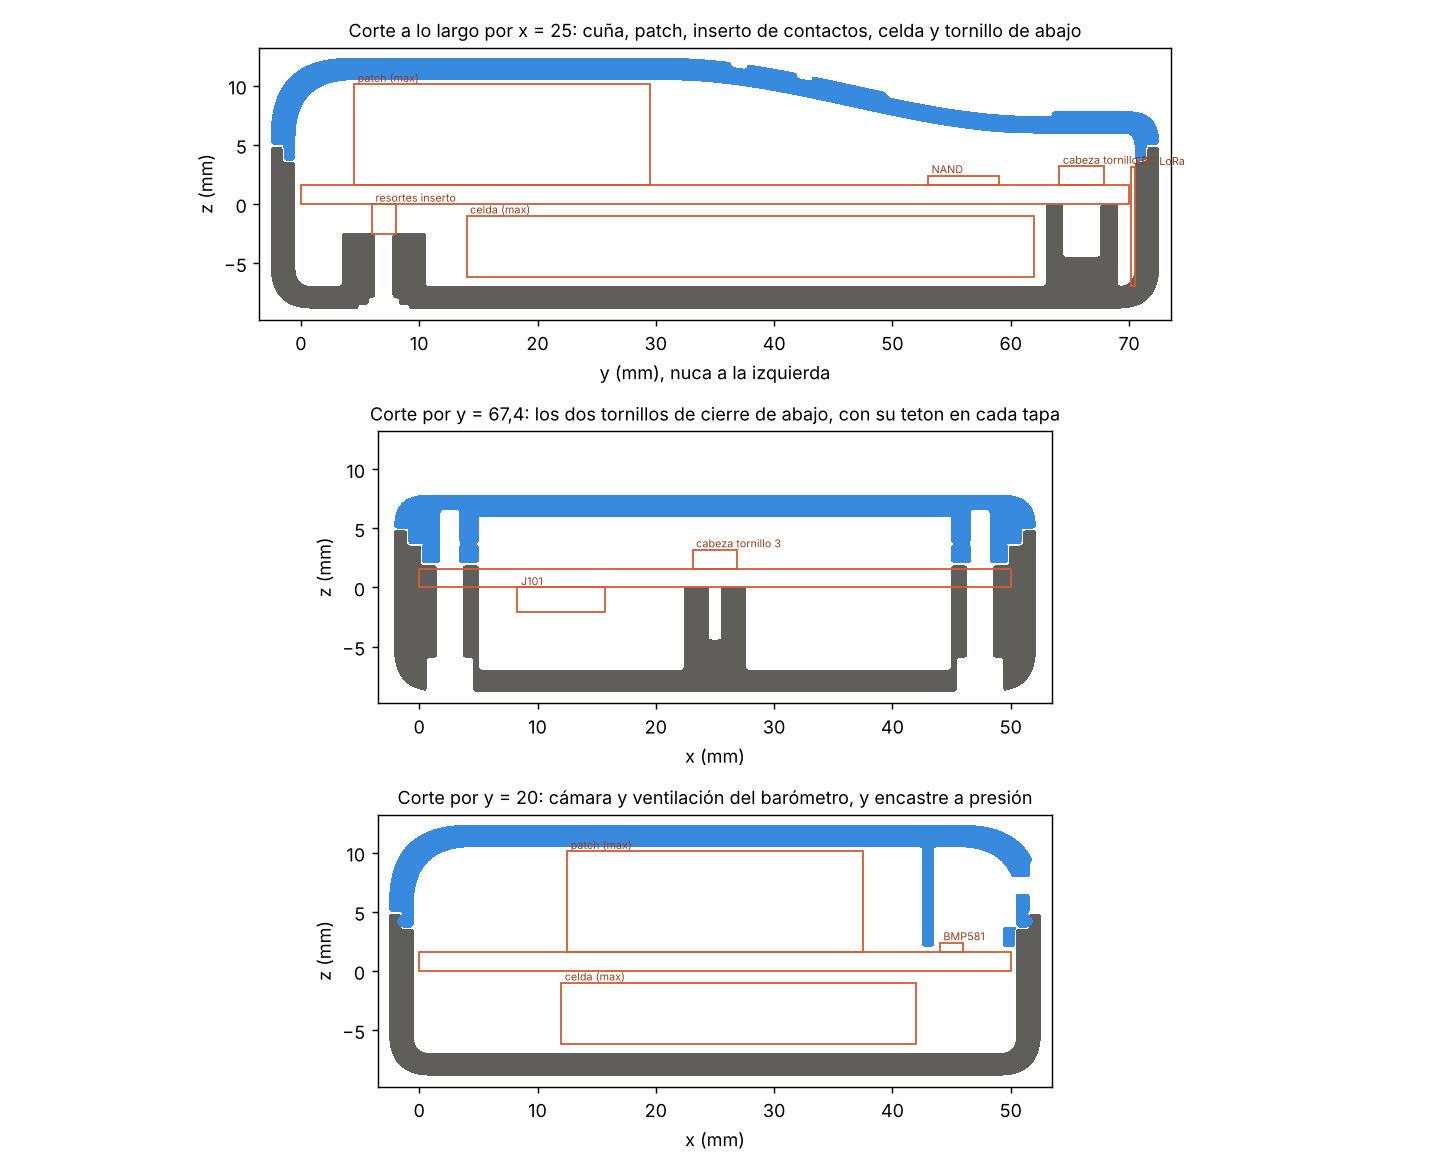 Corte a lo largo por x = 25: cuña, patch, inserto de contactos, celda y tornillo de abajo
patch (max)
NAND
cabeza tornillo
LoRa
resortes inserto
celda (max)
10
5
0
−5
z (mm)
0
10
20
30
40
50
60
70
y (mm), nuca a la izquierda
Corte por y = 67,4: los dos tornillos de cierre de abajo, con su teton en cada tapa
cabeza tornillo 3
J101
10
5
0
−5
z (mm)
0
10
20
30
40
50
x (mm)
Corte por y = 20: cámara y ventilación del barómetro, y encastre a presión
patch (max)
BMP581
celda (max)
10
5
0
−5
z (mm)
0
10
20
30
40
50
x (mm)